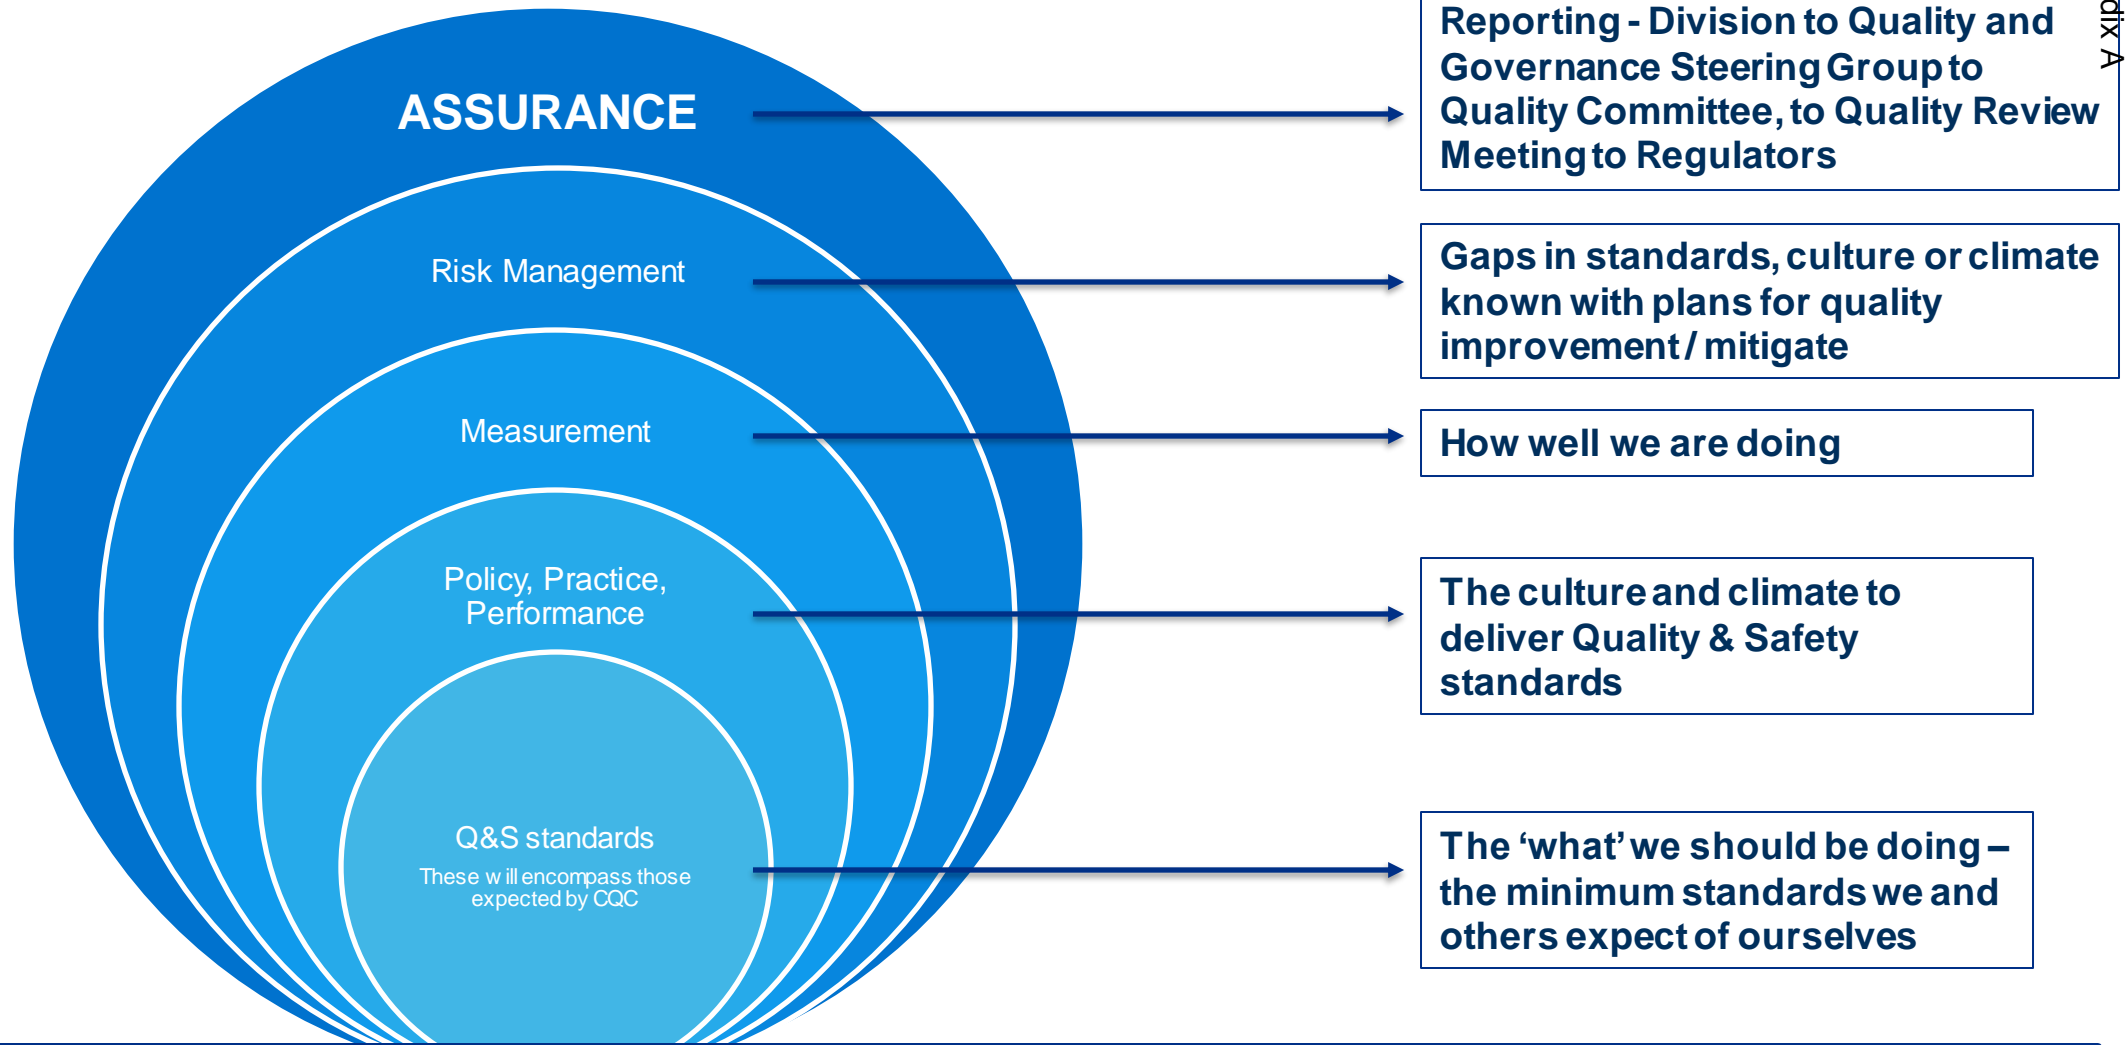 ASSURANCE
Reporting - Division to Quality and
Governance Steering Group to
Quality Committee, to Quality Review
Meeting to Regulators
Risk Management
Gaps in standards, culture or climate
known with plans for quality
improvement / mitigate
Measurement
How well we are doing
Policy, Practice,
Performance
The culture and climate to
deliver Quality & Safety
standards
Q&S standards
These will encompass those
expected by CQC
The ‘what’ we should be doing –
the minimum standards we and
others expect of ourselves
A